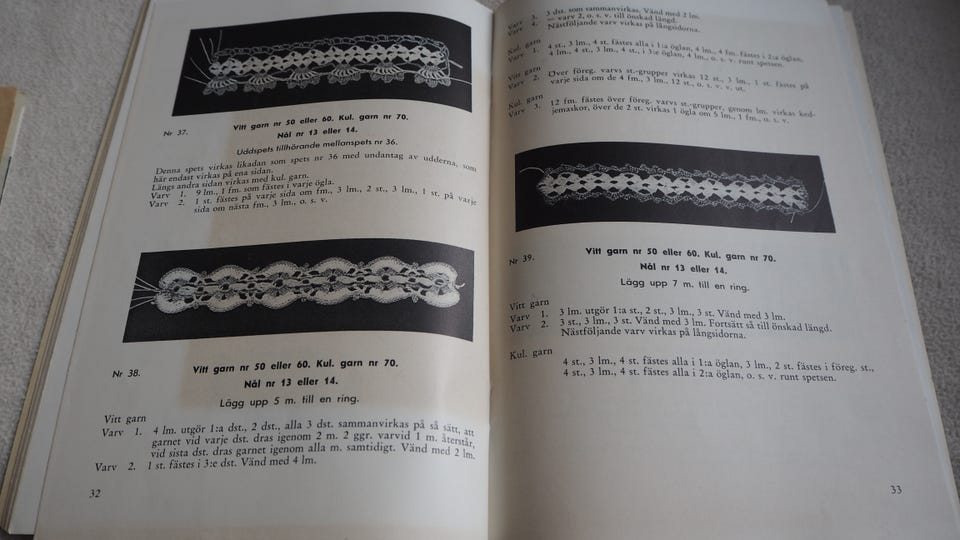 Nr 37.
Vitt garn nr 50 eller 60. Kul. garn nr 70.
Nål nr 13 eller 14.
Uddspets tillhörande mellanspets nr 36.
Denna spets virkas likadan som spets nr 36 med undantag av udderna, som
här endast virkas på ena sidan.
Längs andra sidan virkas med kul. garn.
Varv 1. 9 lm., 1 fm. som fästes i varje ögla.
Varv 2. 1 st. fästes på varje sida om fm., 3 lm., 2 st., 3 lm., 1 st. på varje
sida om nästa fm., 3 lm., o. s. v.
Nr 38.
Vitt garn nr 50 eller 60. Kul. garn nr 70.
Nål nr 13 eller 14.
Lägg upp 5 m. till en ring.
Vitt garn
Varv 1. 4 lm. utgör 1:a dst., 2 dst., alla 3 dst. sammanvirkas på så sätt, att
garnet vid varje dst. dras igenom 2 m. 2 ggr. varvid 1 m. återstår,
vid sista dst. dras garnet igenom alla m. samtidigt. Vänd med 2 lm.
Varv 2. 1 st. fästes i 3:e dst. Vänd med 4 lm.
32
Varv 3. 3 dst. som sammanvirkas. Vänd med 2 lm.
Varv 4. = varv 2, o. s. v. till önskad längd.
Nästföljande varv virkas på långsidorna.
Kul. garn
Varv 1. 4 st., 3 lm., 4 st. fästes alla i 1:a öglan, 4 lm., 4 fm. fästes i 2:a öglan,
4 lm., 4 st., 3 lm., 4 st., i 3:e öglan, 4 lm., o. s. v. runt spetsen.
Vitt garn
Varv 2. Över föreg. varvs st.-grupper virkas 12 st., 3 lm., 1 st. fästes på
varje sida om de 4 fm., 3 lm., 12 st., o. s. v. ut.
Kul. garn
Varv 3. 12 fm. fästes över föreg. varvs st.-grupper, genom lm. virkas ked-
jemaskor, över de 2 st. virkas 1 ögla om 5 lm., 1 fm., o. s. v.
Nr 39.
Vitt garn nr 50 eller 60. Kul. garn nr 70.
Nål nr 13 eller 14.
Lägg upp 7 m. till en ring.
Vitt garn
Varv 1. 3 lm. utgör 1:a st., 2 st., 3 lm., 3 st. Vänd med 3 lm.
Varv 2. 3 st., 3 lm., 3 st. Vänd med 3 lm. Fortsätt så till önskad längd.
Nästföljande varv virkas på långsidorna.
Kul. garn
4 st., 3 lm., 4 st. fästes alla i 1:a öglan, 3 lm., 2 st. fästes i föreg. st.,
4 st., 3 lm., 4 st. fästes alla i 2:a öglan, o. s. v. runt spetsen.
33